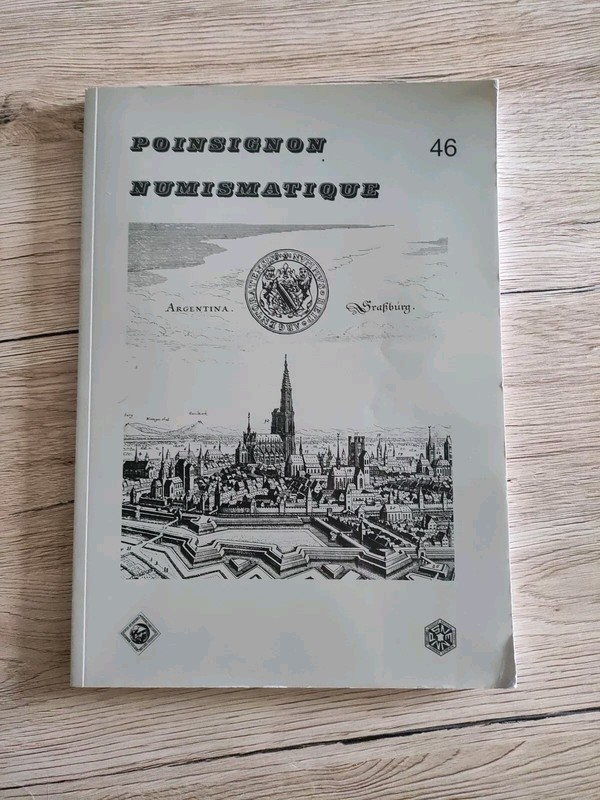 POINSIGNON
46
NUMISMATIQUE
ARGENTINA.
Straßburg.